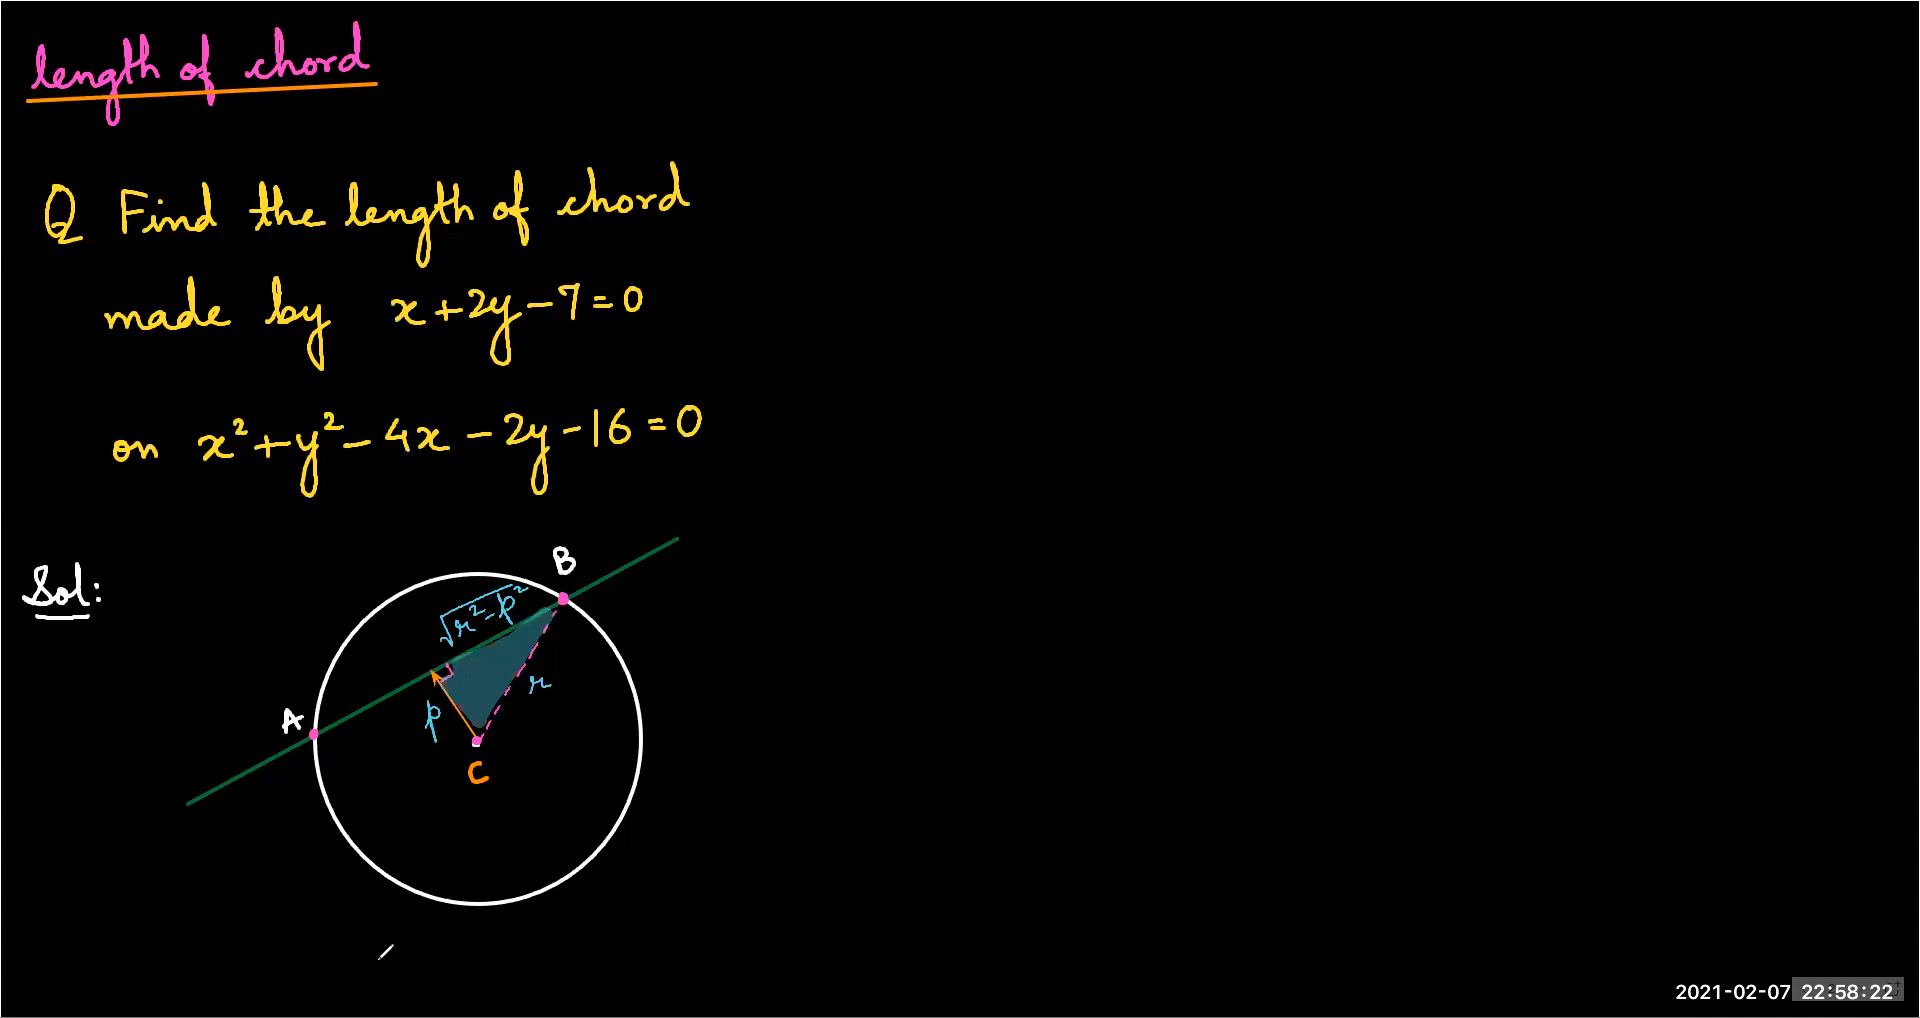 length of chord
Q Find the length of chord
made by x+2y-7=0
on x²+y²-4x-2y-16=0
Sol:
B
√r²-p²
r
A
p
C
2021-02-07 22:58:22